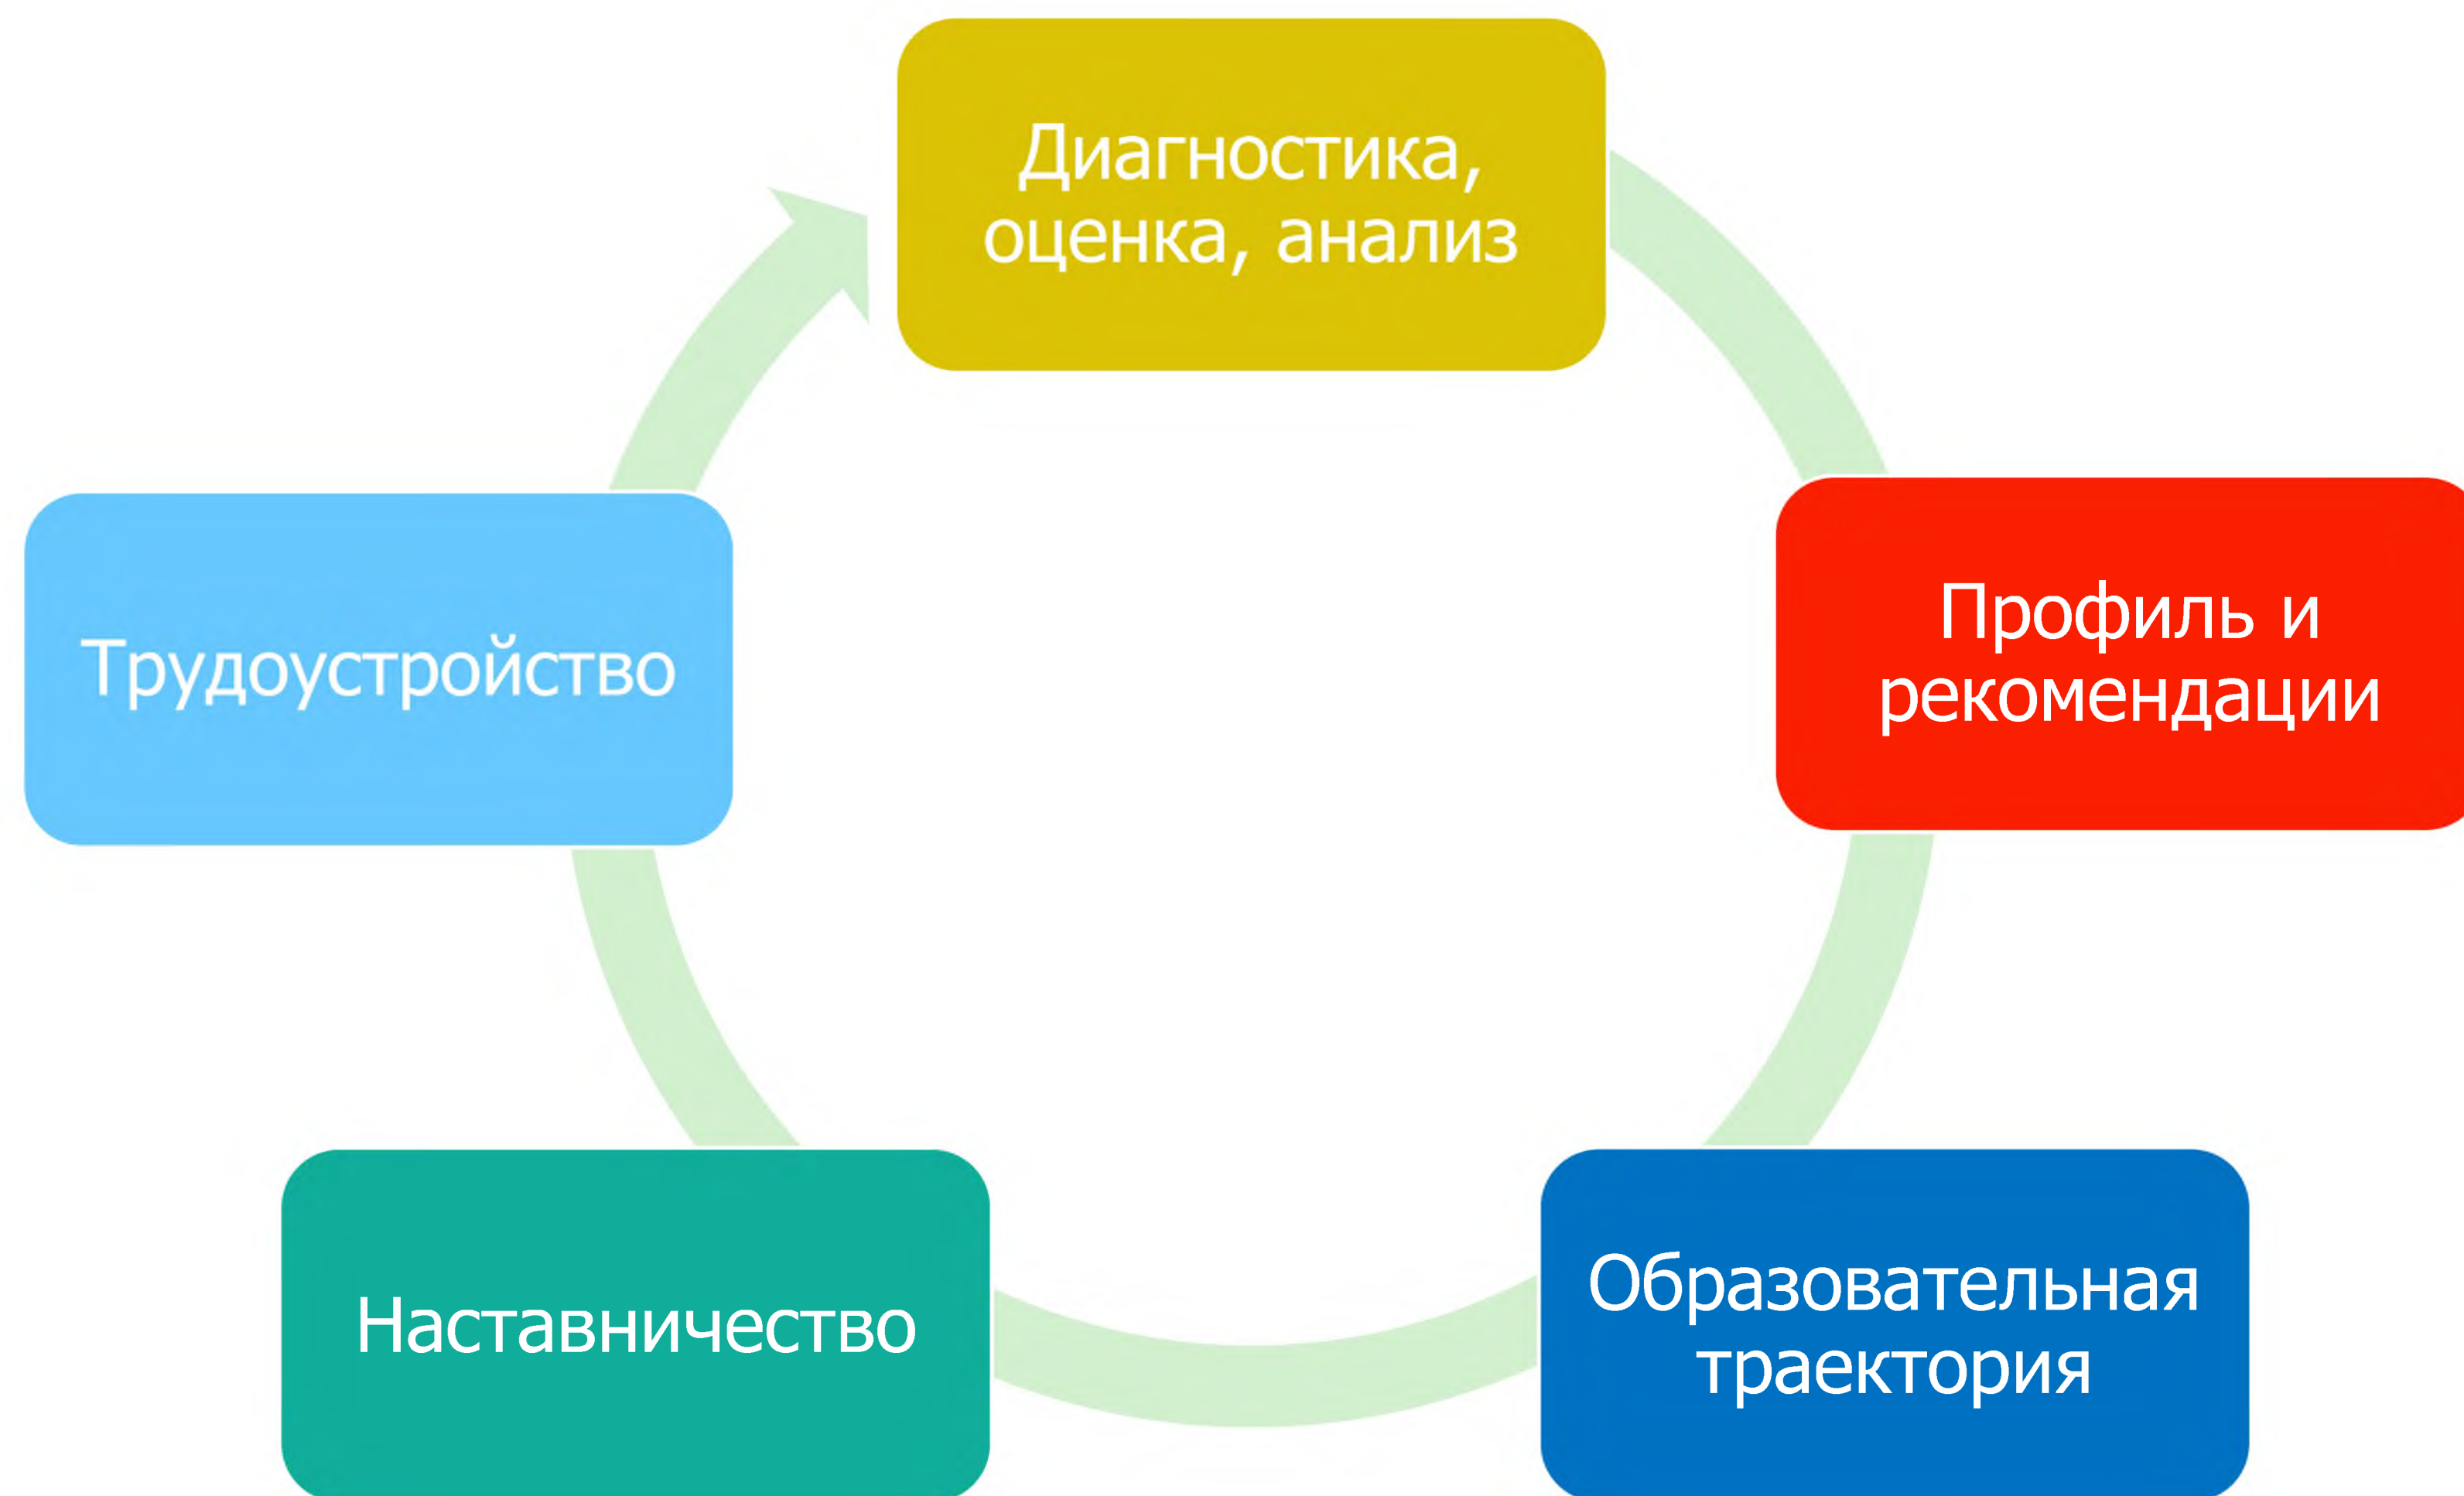 Диагностика,
оценка, анализ
Профиль и
рекомендации
Образовательная
траектория
Наставничество
Трудоустройство